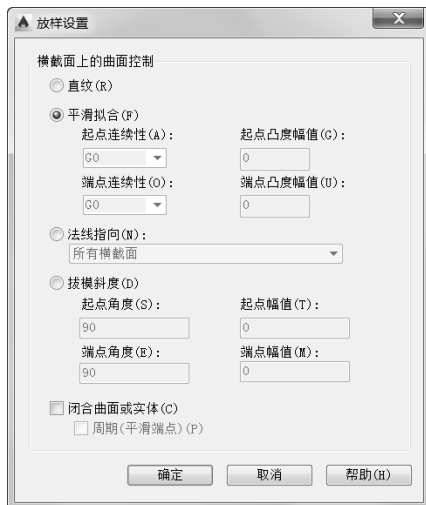 放样设置
横截面上的曲面控制
直纹(R)
平滑拟合(F)
起点连续性(A): 起点凸度幅值(G):
G0 0
端点连续性(O): 端点凸度幅值(U):
G0 0
法线指向(N):
所有横截面
拔模斜度(D)
起点角度(S): 起点幅值(T):
90 0
端点角度(E): 端点幅值(M):
90 0
闭合曲面或实体(C)
周期(平滑端点)(P)
确定 取消 帮助(H)